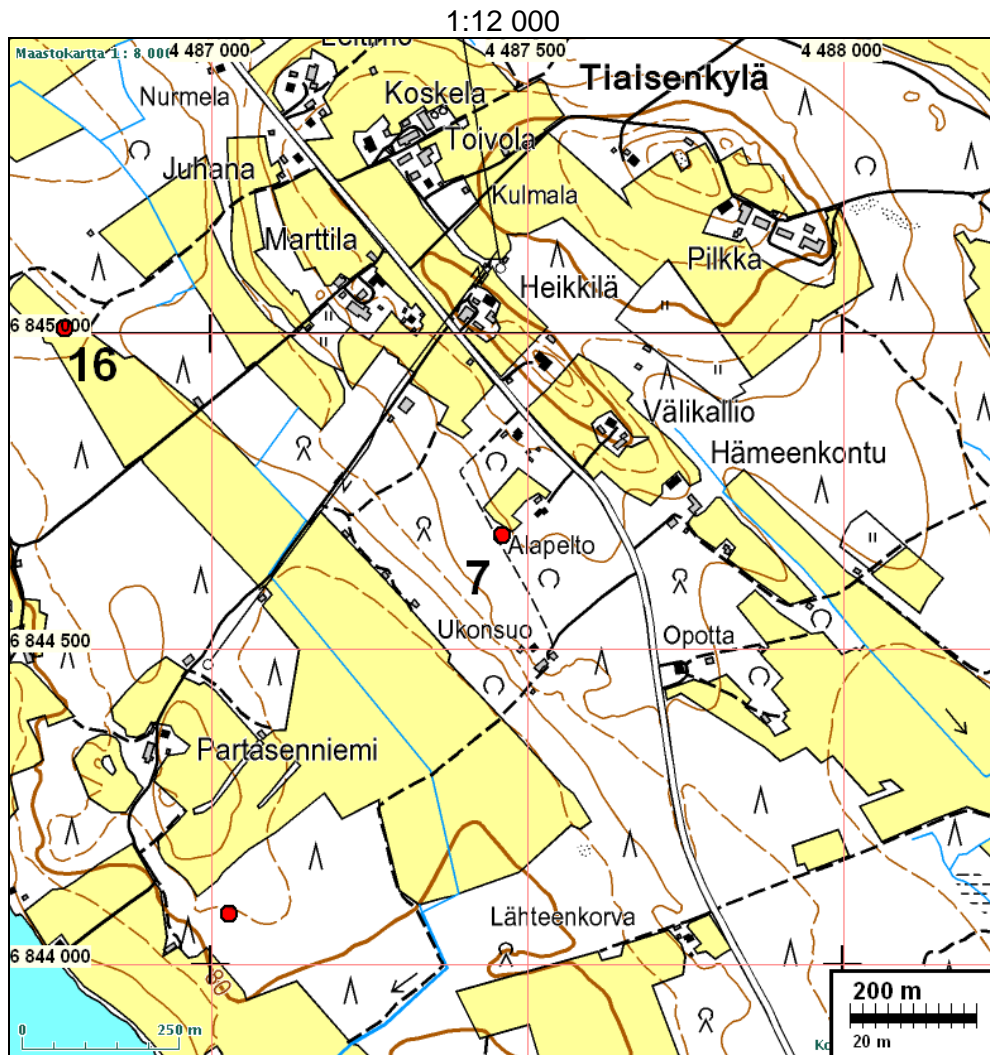 1:12 000
Maastokartta 1 : 8 000
4 487 000
4 487 500
4 488 000
Nurmela
Koskela
Tiaisenkylä
Toivola
Juhana
Kulmala
Marttila
Pilkka
Heikkilä
6 845 000
16
Välikallio
Hämeenkontu
Alapelto
7
Ukonsuo
Opotta
6 844 500
Partasenniemi
Lähteenkorva
6 844 000
200 m
20 m
0 250 m